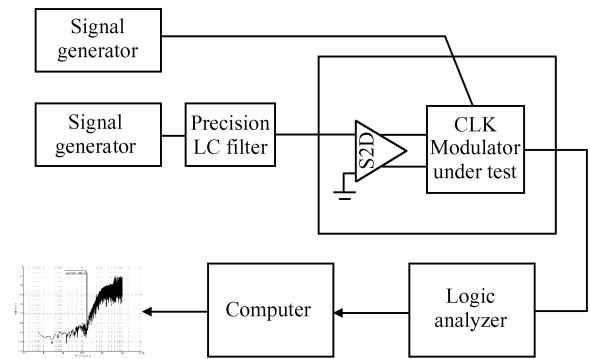 Signal
generator
Signal
generator
Precision
LC filter
S2D
CLK
Modulator
under test
Computer
Logic
analyzer